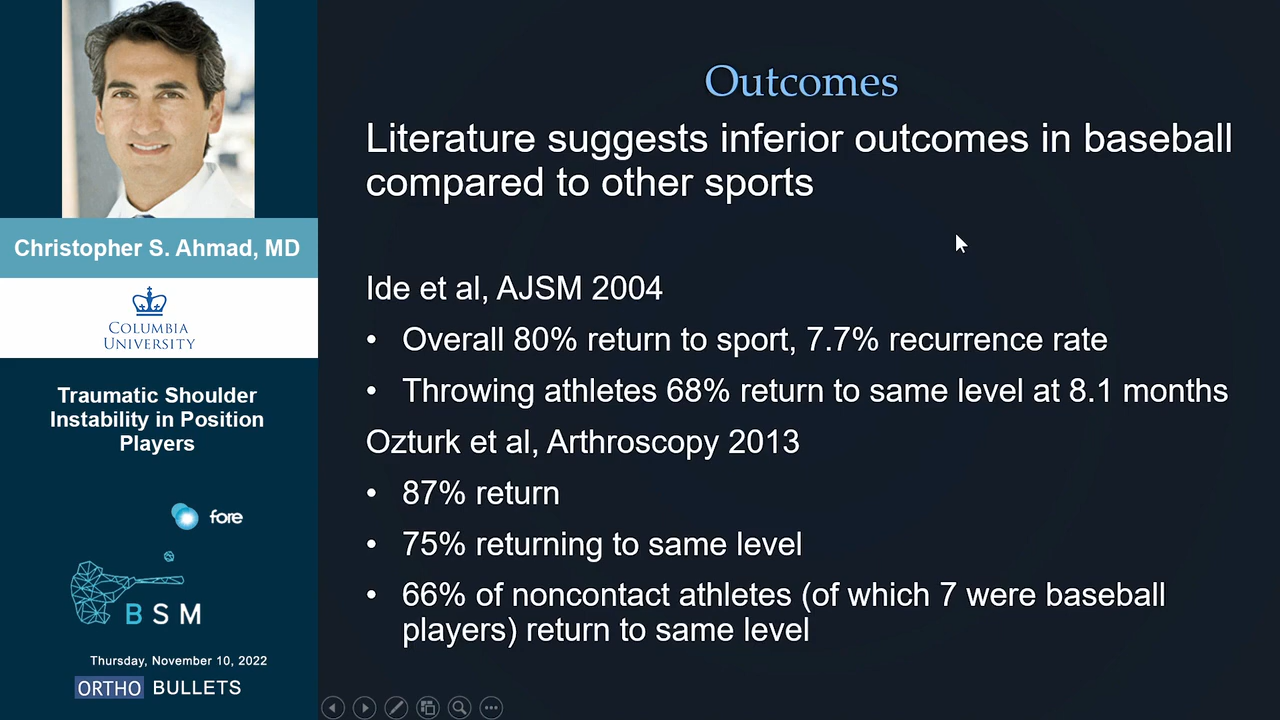 Christopher S. Ahmad, MD
COLUMBIA
UNIVERSITY
Traumatic Shoulder
Instability in Position
Players
fore
BSM
Thursday, November 10, 2022
ORTHO BULLETS
Outcomes
Literature suggests inferior outcomes in baseball
compared to other sports
Ide et al, AJSM 2004
• Overall 80% return to sport, 7.7% recurrence rate
• Throwing athletes 68% return to same level at 8.1 months
Ozturk et al, Arthroscopy 2013
• 87% return
• 75% returning to same level
• 66% of noncontact athletes (of which 7 were baseball
players) return to same level